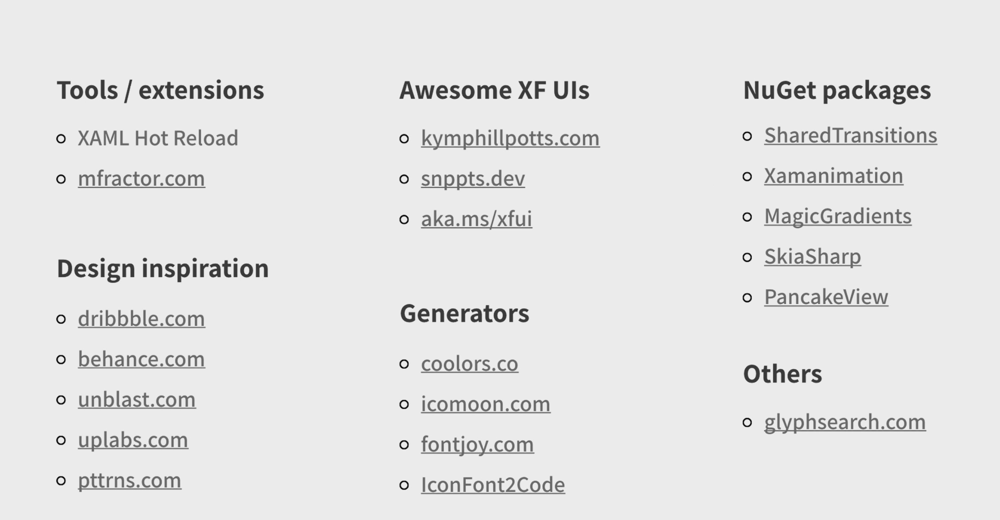 Tools / extensions
XAML Hot Reload
mfractor.com
Design inspiration
dribbble.com
behance.com
unblast.com
uplabs.com
pttrns.com
Awesome XF UIs
kymphillpotts.com
snppts.dev
aka.ms/xfui
Generators
coolors.co
icomoon.com
fontjoy.com
IconFont2Code
NuGet packages
SharedTransitions
Xamanimation
MagicGradients
SkiaSharp
PancakeView
Others
glyphsearch.com